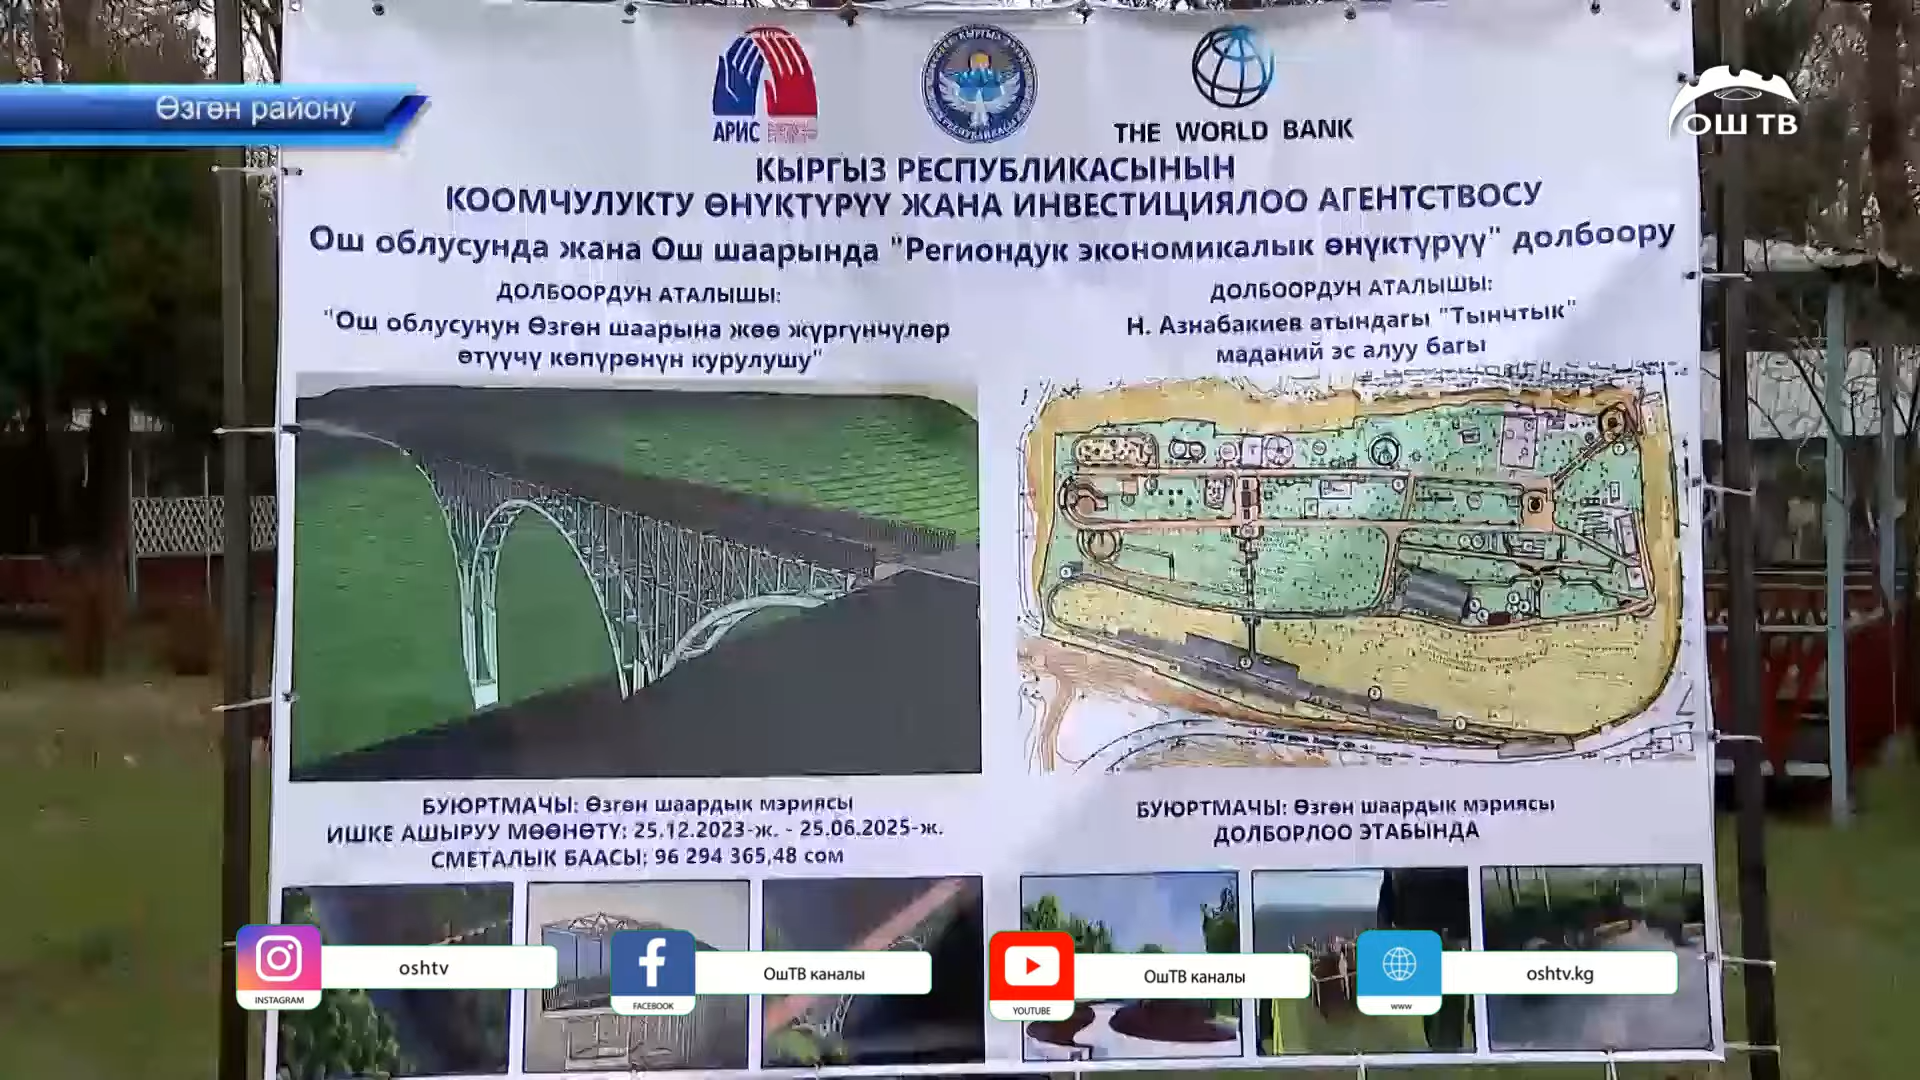 Өзгөн району
ОШ ТВ
АРИС
THE WORLD BANK
КЫРГЫЗ РЕСПУБЛИКАСЫНЫН
КООМЧУЛУКТУ ӨНҮКТҮРҮҮ ЖАНА ИНВЕСТИЦИЯЛОО АГЕНТСТВОСУ
Ош облусунда жана Ош шаарында "Региондук экономикалык өнүктүрүү" долбоору
ДОЛБООРДУН АТАЛЫШЫ:
"Ош облусунун Өзгөн шаарына жөө жүргүнчүлөр
өтүүчү көпүрөнүн курулушу"
ДОЛБООРДУН АТАЛЫШЫ:
Н. Азнабакиев атындагы "Тынчтык"
маданий эс алуу багы
БУЮРТМАЧЫ: Өзгөн шаардык мэриясы
ИШКЕ АШЫРУУ МӨӨНӨТҮ: 25.12.2023-ж. - 25.06.2025-ж.
СМЕТАЛЫК БААСЫ: 96 294 365,48 сом
БУЮРТМАЧЫ: Өзгөн шаардык мэриясы
ДОЛБОРЛОО ЭТАБЫНДА
INSTAGRAM
oshtv
FACEBOOK
ОшТВ каналы
YOUTUBE
ОшТВ каналы
www
oshtv.kg